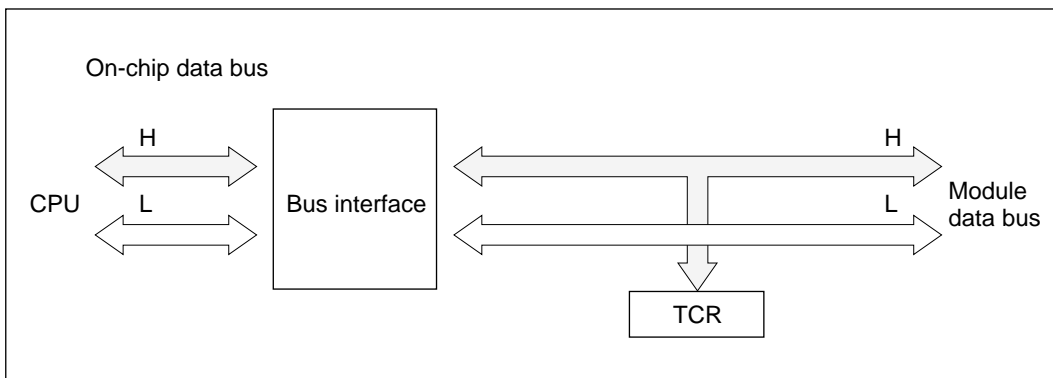 On-chip data bus
H
H
CPU
L
Bus interface
L
Module
data bus
TCR